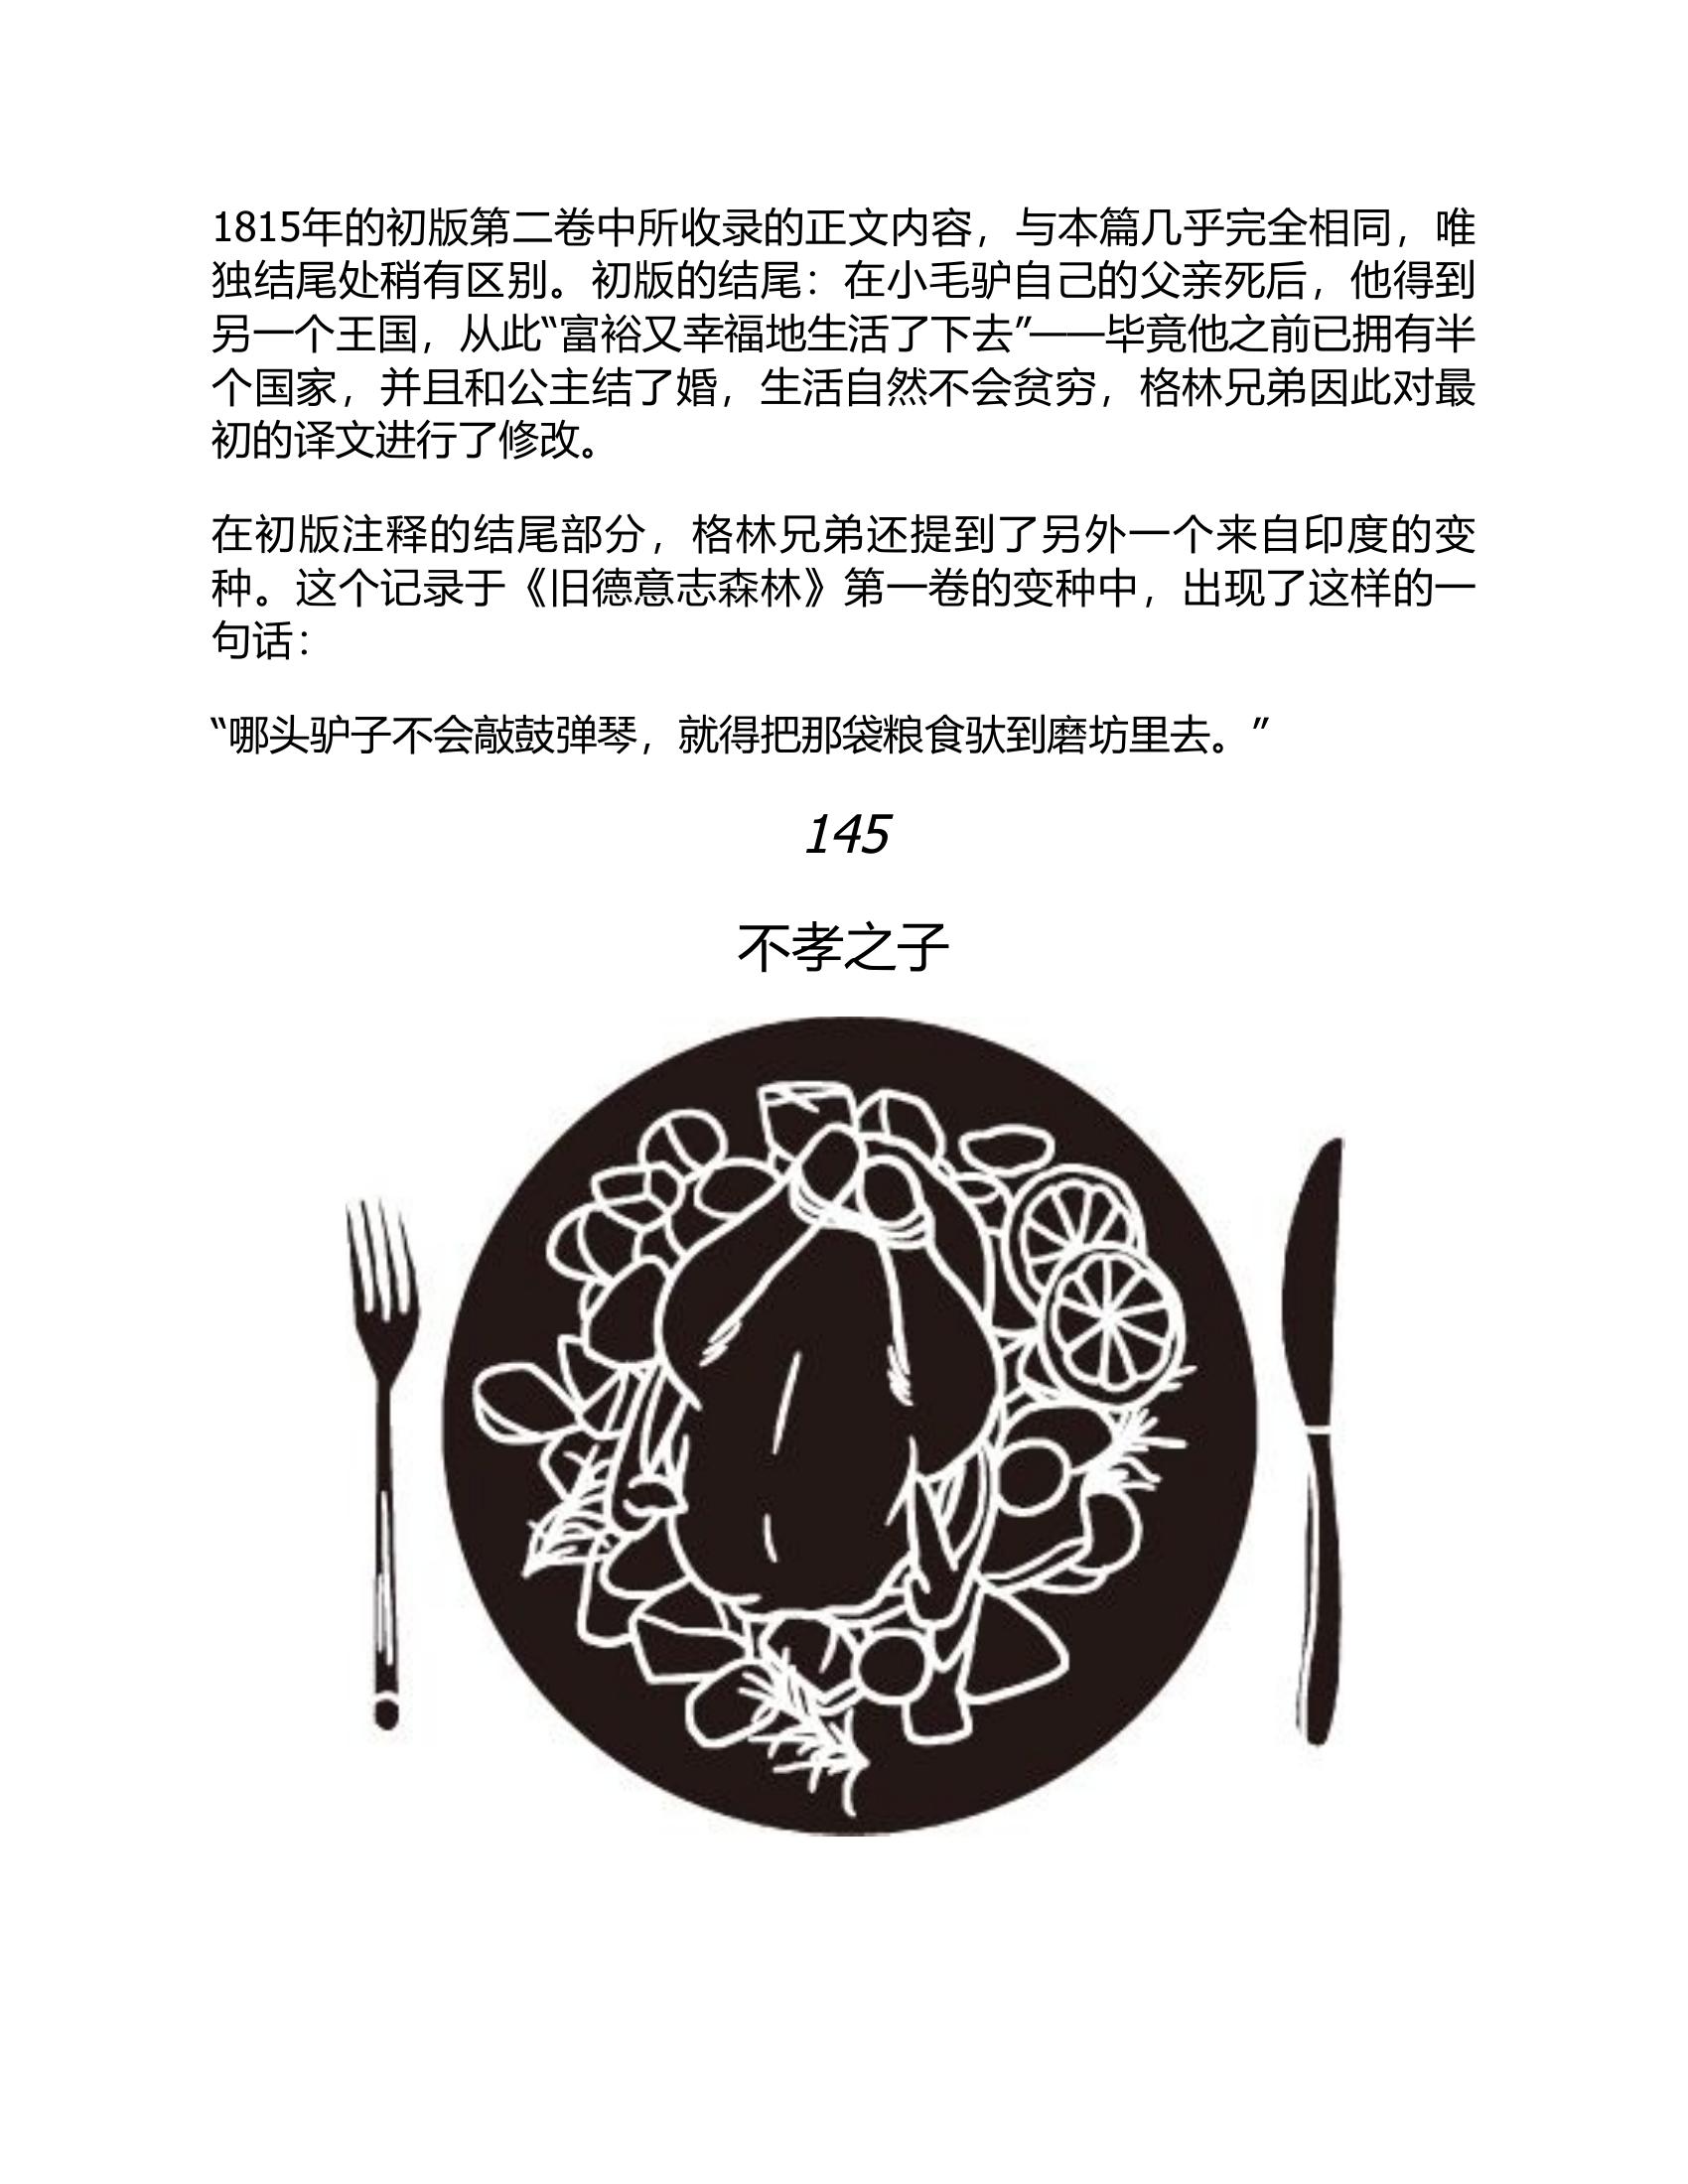 1815年的初版第二卷中所收录的正文内容，与本篇几乎完全相同，唯
独结尾处稍有区别。初版的结尾：在小毛驴自己的父亲死后，他得到
另一个王国，从此“富裕又幸福地生活了下去”——毕竟他之前已拥有半
个国家，并且和公主结了婚，生活自然不会贫穷，格林兄弟因此对最
初的译文进行了修改。
在初版注释的结尾部分，格林兄弟还提到了另外一个来自印度的变
种。这个记录于《旧德意志森林》第一卷的变种中，出现了这样的一
句话：
“哪头驴子不会敲鼓弹琴，就得把那袋粮食驮到磨坊里去。”
145
不孝之子